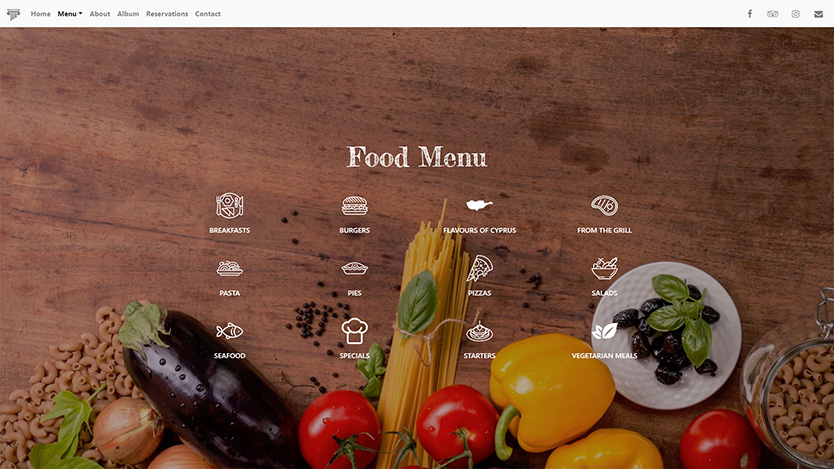 Home Menu About Album Reservations Contact
Food Menu
BREAKFASTS BURGERS FLAVOURS OF CYPRUS FROM THE GRILL
PASTA PIES PIZZAS SALADS
SEAFOOD SPECIALS STARTERS VEGETARIAN MEALS